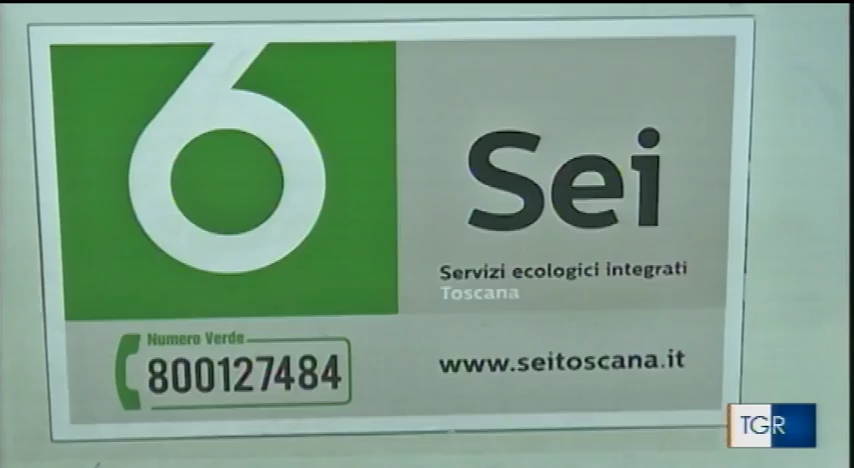 6
Sei
Servizi ecologici integrati
Toscana
Numero Verde
800127484
www.seitoscana.it
TGR